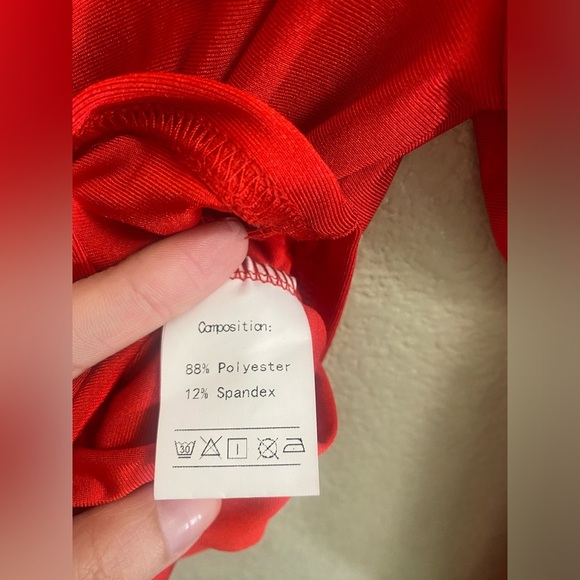 Composition:
88% Polyester
12% Spandex
30